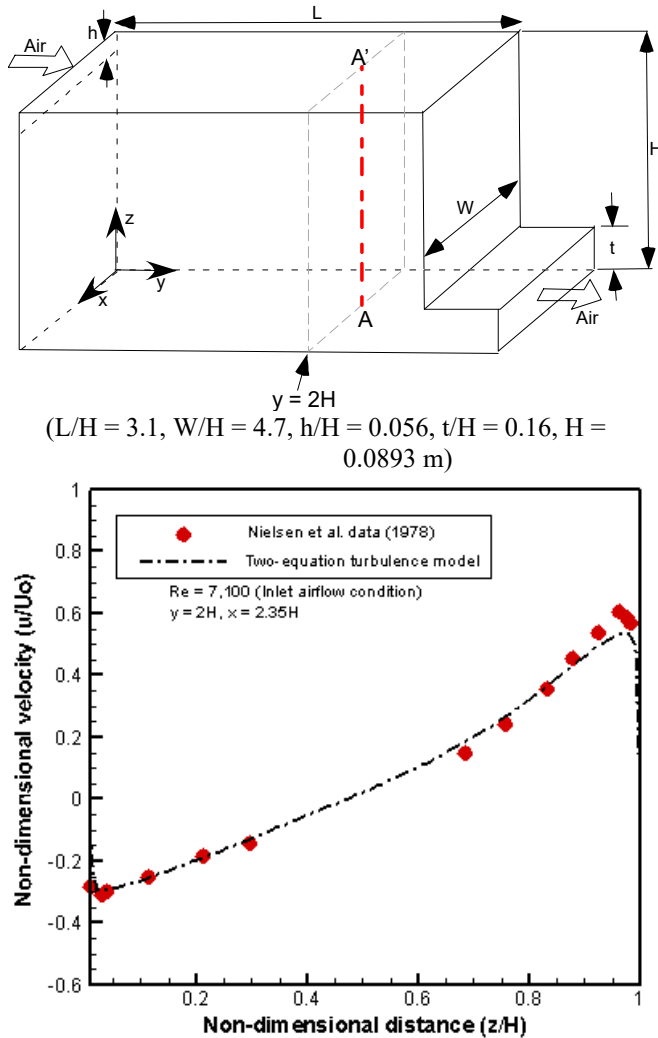 L
h
Air
A'
H
W
z
t
y
x
A
Air
y = 2H
(L/H = 3.1, W/H = 4.7, h/H = 0.056, t/H = 0.16, H =
0.0893 m)
1
0.8
Nielsen et al. data (1978)
Two-equation turbulence model
Re = 7,100 (Inlet airflow condition)
y = 2H, x = 2.35H
0.6
0.4
0.2
0
-0.2
-0.4
-0.6
Non-dimensional velocity (u/Uo)
0.2 0.4 0.6 0.8 1
Non-dimensional distance (z/H)